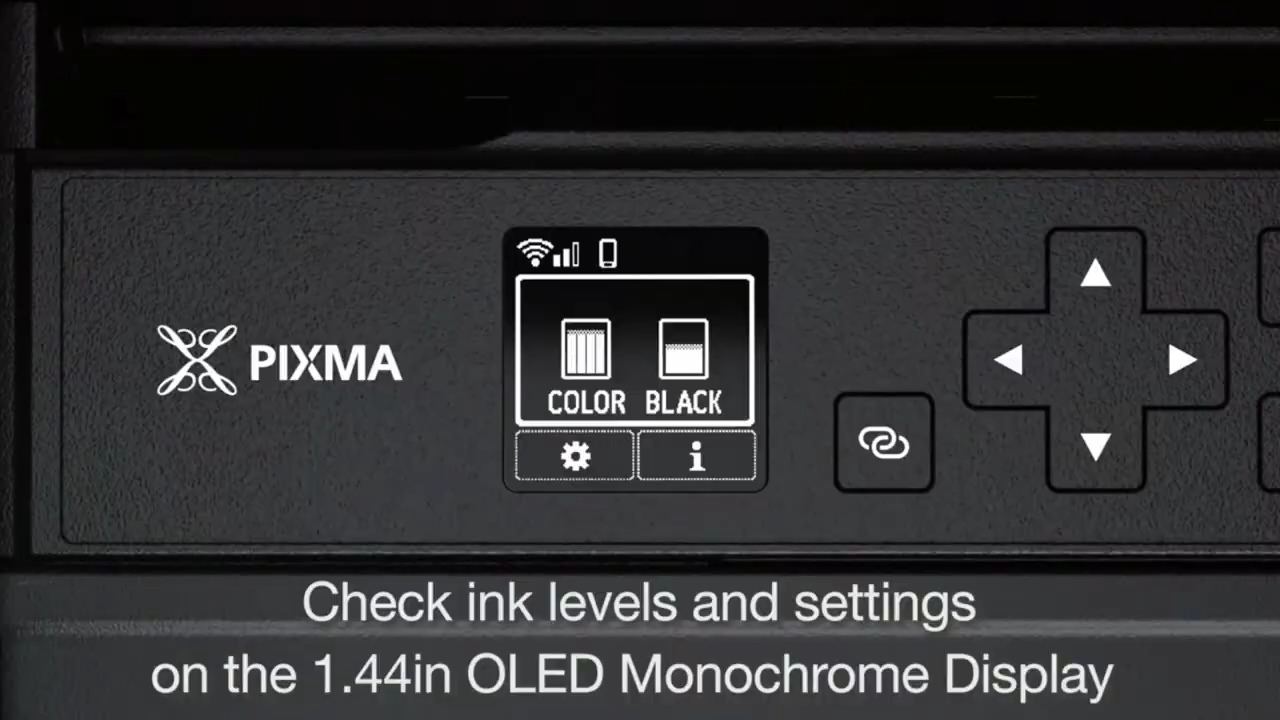 PIXMA
COLOR BLACK
i
Check ink levels and settings
on the 1.44in OLED Monochrome Display